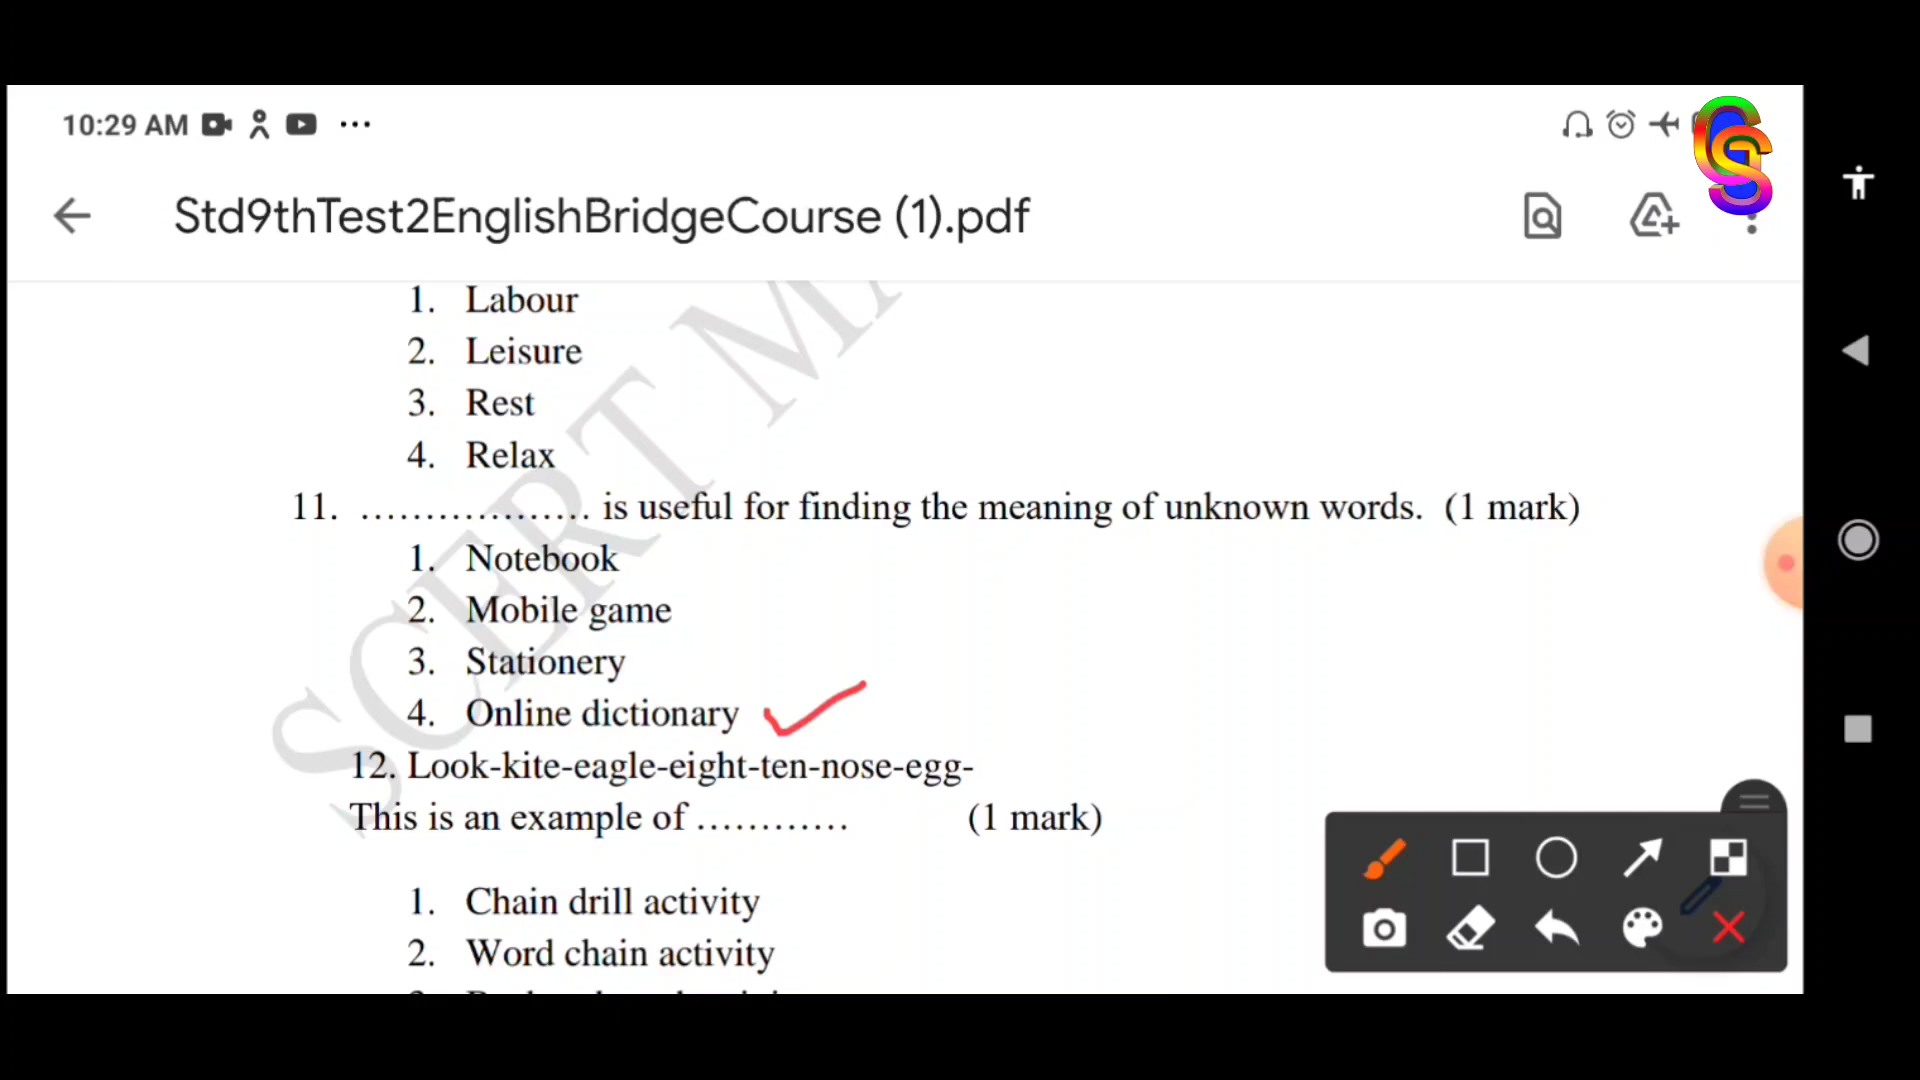 10:29 AM
Std9thTest2EnglishBridgeCourse (1).pdf
1. Labour
2. Leisure
3. Rest
4. Relax
11. .................. is useful for finding the meaning of unknown words. (1 mark)
1. Notebook
2. Mobile game
3. Stationery
4. Online dictionary
12. Look-kite-eagle-eight-ten-nose-egg-
This is an example of ............ (1 mark)
1. Chain drill activity
2. Word chain activity
SCERT